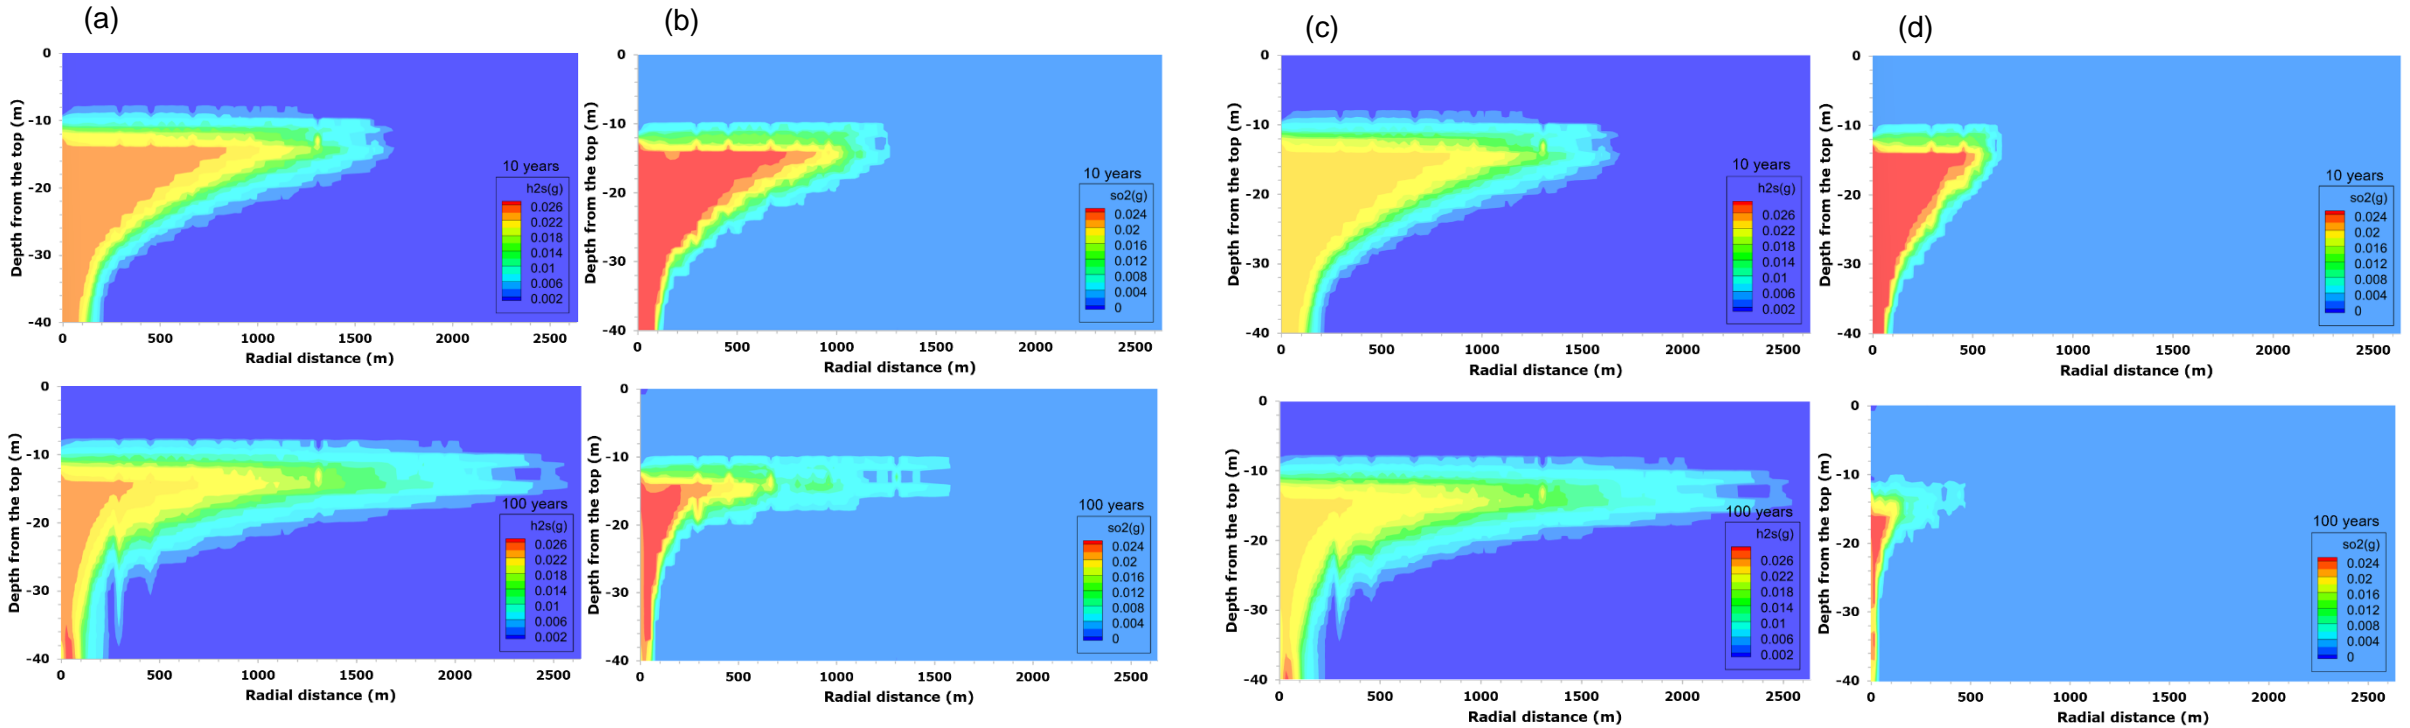 (a)
(b)
(c)
(d)
0
-10
-20
-30
-40
Depth from the top (m)
0 500 1000 1500 2000 2500
Radial distance (m)
10 years
h2s(g)
0.026
0.022
0.018
0.014
0.01
0.006
0.002
0
-10
-20
-30
-40
Depth from the top (m)
0 500 1000 1500 2000 2500
Radial distance (m)
10 years
so2(g)
0.024
0.02
0.016
0.012
0.008
0.004
0
0
-10
-20
-30
-40
Depth from the top (m)
0 500 1000 1500 2000 2500
Radial distance (m)
10 years
h2s(g)
0.026
0.022
0.018
0.014
0.01
0.006
0.002
0
-10
-20
-30
-40
Depth from the top (m)
0 500 1000 1500 2000 2500
Radial distance (m)
10 years
so2(g)
0.024
0.02
0.016
0.012
0.008
0.004
0
0
-10
-20
-30
-40
Depth from the top (m)
0 500 1000 1500 2000 2500
Radial distance (m)
100 years
h2s(g)
0.026
0.022
0.018
0.014
0.01
0.006
0.002
0
-10
-20
-30
-40
Depth from the top (m)
0 500 1000 1500 2000 2500
Radial distance (m)
100 years
so2(g)
0.024
0.02
0.016
0.012
0.008
0.004
0
0
-10
-20
-30
-40
Depth from the top (m)
0 500 1000 1500 2000 2500
Radial distance (m)
100 years
h2s(g)
0.026
0.022
0.018
0.014
0.01
0.006
0.002
0
-10
-20
-30
-40
Depth from the top (m)
0 500 1000 1500 2000 2500
Radial distance (m)
100 years
so2(g)
0.024
0.02
0.016
0.012
0.008
0.004
0